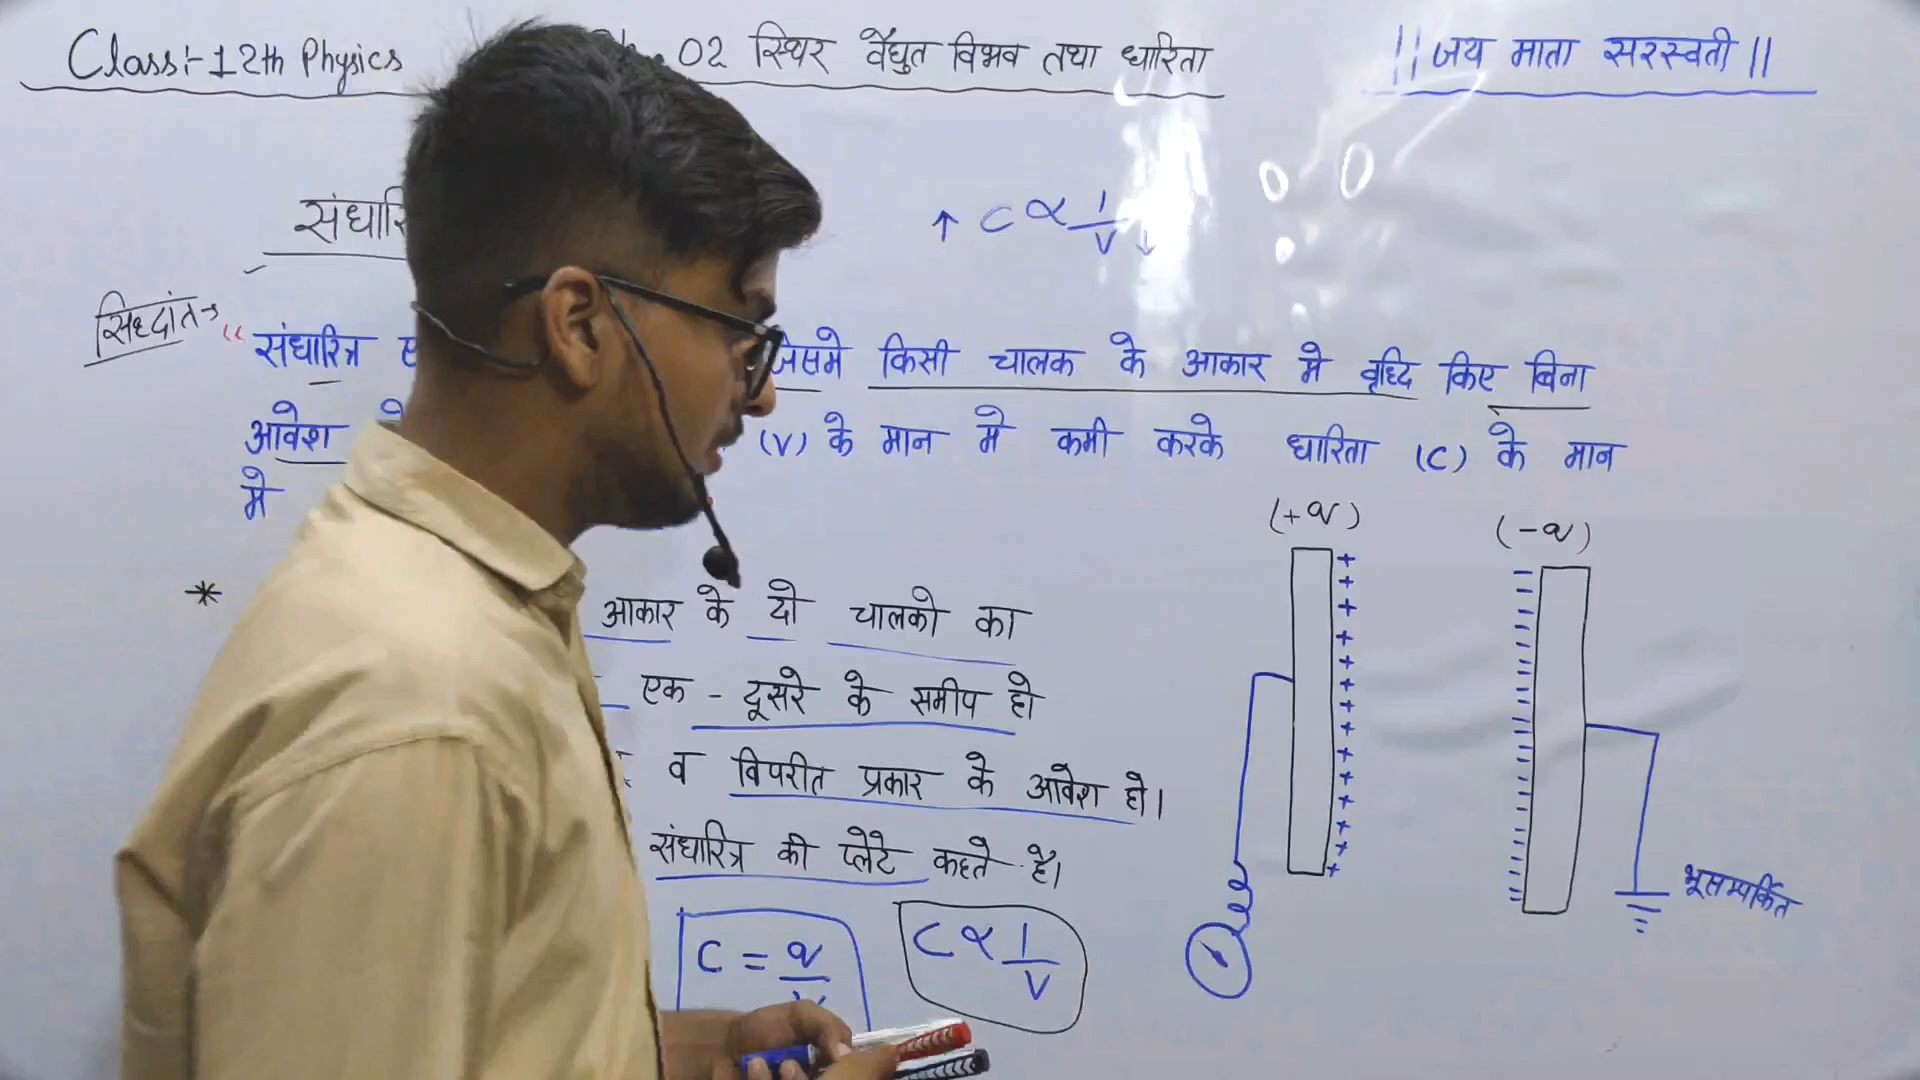 Class:- 12th Physics 02 स्थिर वैधुत विभव तथा धारिता
||जय माता सरस्वती||
↑ C ∝ 1/V ↓
सिध्दांत→
“ संधारित्र जिसमे किसी चालक के आकार मे वृध्दि किए बिना
आवेश (V) के मान मे कमी करके धारिता (C) के मान
मे
(+q) (-q)
* आकार के दो चालको का
एक - दूसरे के समीप हो
व विपरीत प्रकार के आवेश हो।
संधारित्र की प्लेटे कहते है।
भूसम्पर्कित
C = q/V
C ∝ 1/V